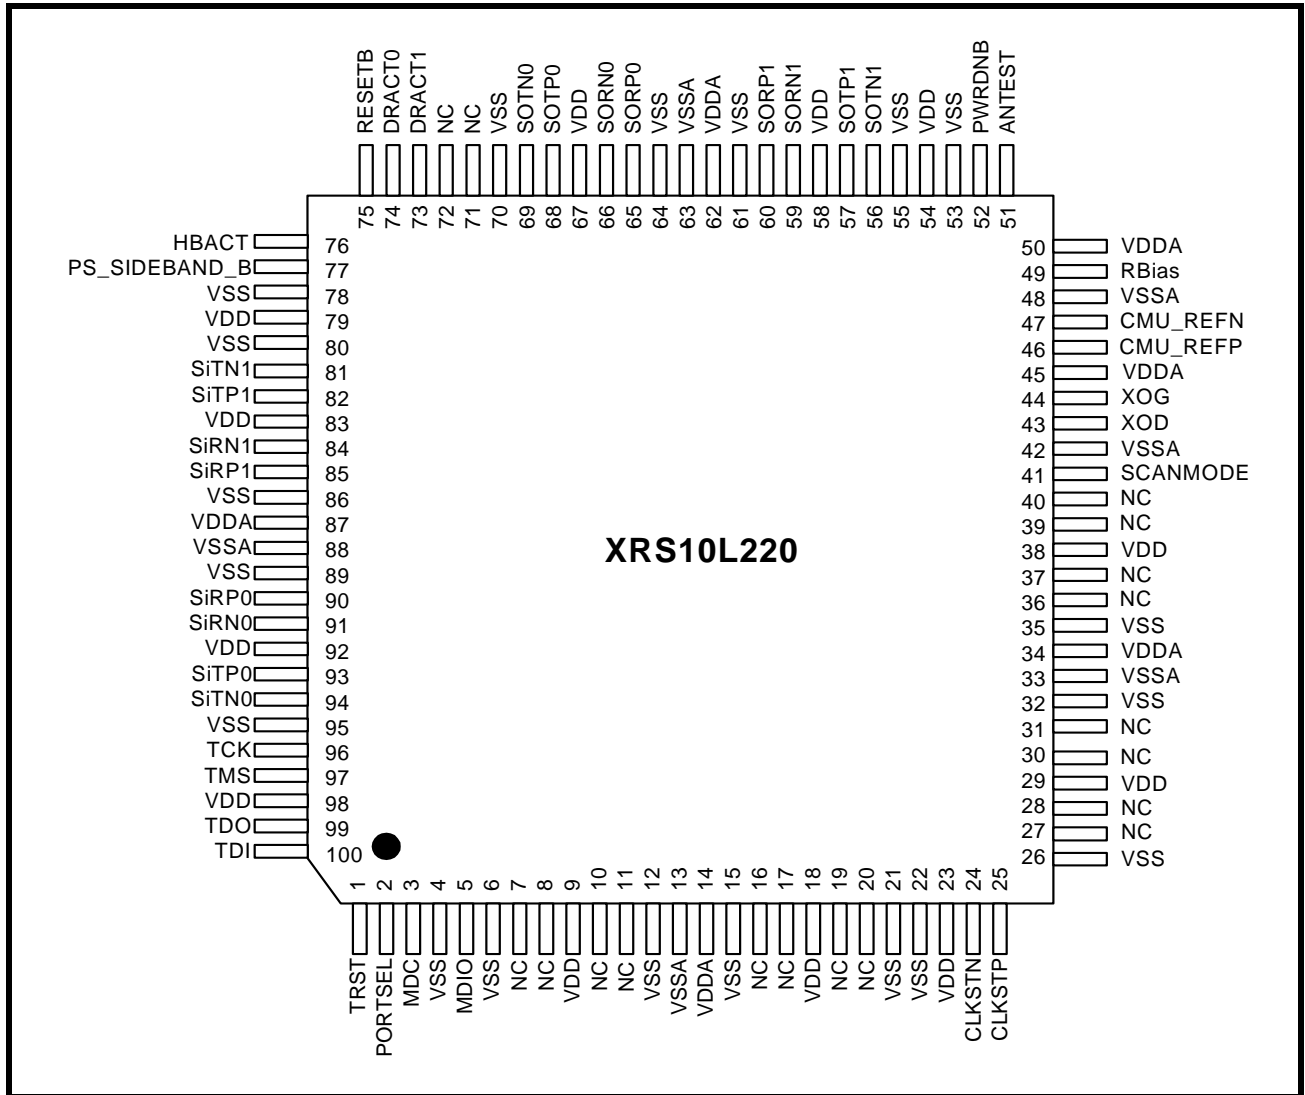 RESETB DRACT0 DRACT1 NC NC VSS SOTN0 SOTP0 VDD SORN0 SORP0 VSS VSSA VDDA VSS SORP1 SORN1 VDD SOTP1 SOTN1 VSS VDD VSS PWRDNB ANTEST
75 74 73 72 71 70 69 68 67 66 65 64 63 62 61 60 59 58 57 56 55 54 53 52 51
HBACT 76
PS_SIDEBAND_B 77
VSS 78
VDD 79
VSS 80
SiTN1 81
SiTP1 82
VDD 83
SiRN1 84
SiRP1 85
VSS 86
VDDA 87
VSSA 88
VSS 89
SiRP0 90
SiRN0 91
VDD 92
SiTP0 93
SiTN0 94
VSS 95
TCK 96
TMS 97
VDD 98
TDO 99
TDI 100
XRS10L220
50 VDDA
49 RBias
48 VSSA
47 CMU_REFN
46 CMU_REFP
45 VDDA
44 XOG
43 XOD
42 VSSA
41 SCANMODE
40 NC
39 NC
38 VDD
37 NC
36 NC
35 VSS
34 VDDA
33 VSSA
32 VSS
31 NC
30 NC
29 VDD
28 NC
27 NC
26 VSS
1 2 3 4 5 6 7 8 9 10 11 12 13 14 15 16 17 18 19 20 21 22 23 24 25
TRST PORTSEL MDC VSS MDIO VSS NC NC VDD NC NC VSS VSSA VDDA VSS NC NC VDD NC NC VSS VSS VDD CLKSTN CLKSTP